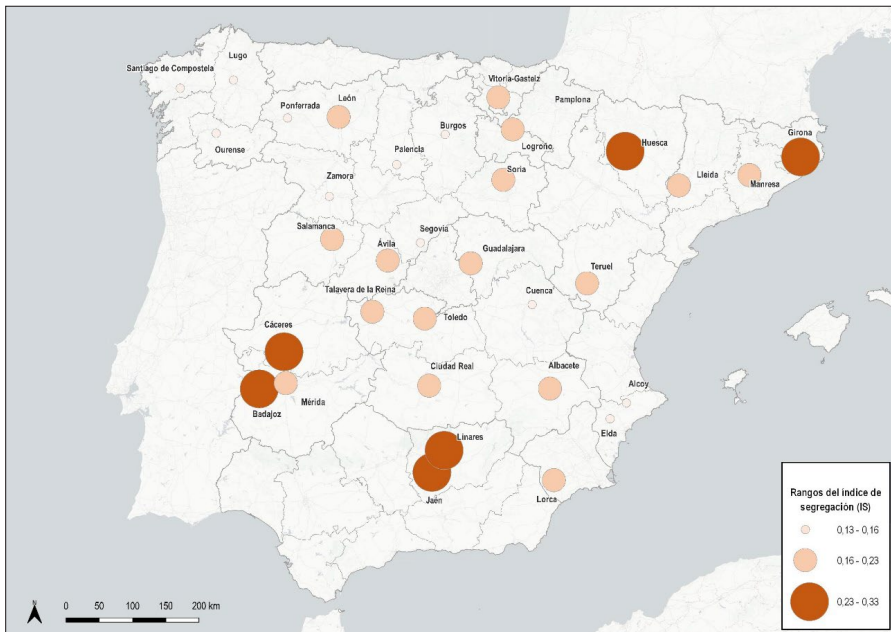 Lugo
Santiago de Compostela
Vitoria-Gasteiz
León
Pamplona
Ponferrada
Burgos
Girona
Logroño
Huesca
Ourense
Palencia
Soria
Lleida
Manresa
Zamora
Salamanca
Segovia
Ávila
Guadalajara
Teruel
Talavera de la Reina
Cuenca
Toledo
Cáceres
Ciudad Real
Albacete
Alcoy
Mérida
Badajoz
Elda
Linares
Jaén
Lorca
Rangos del índice de
segregación (IS)
0,13 - 0,16
0,16 - 0,23
0,23 - 0,33
N
0 50 100 150 200 km